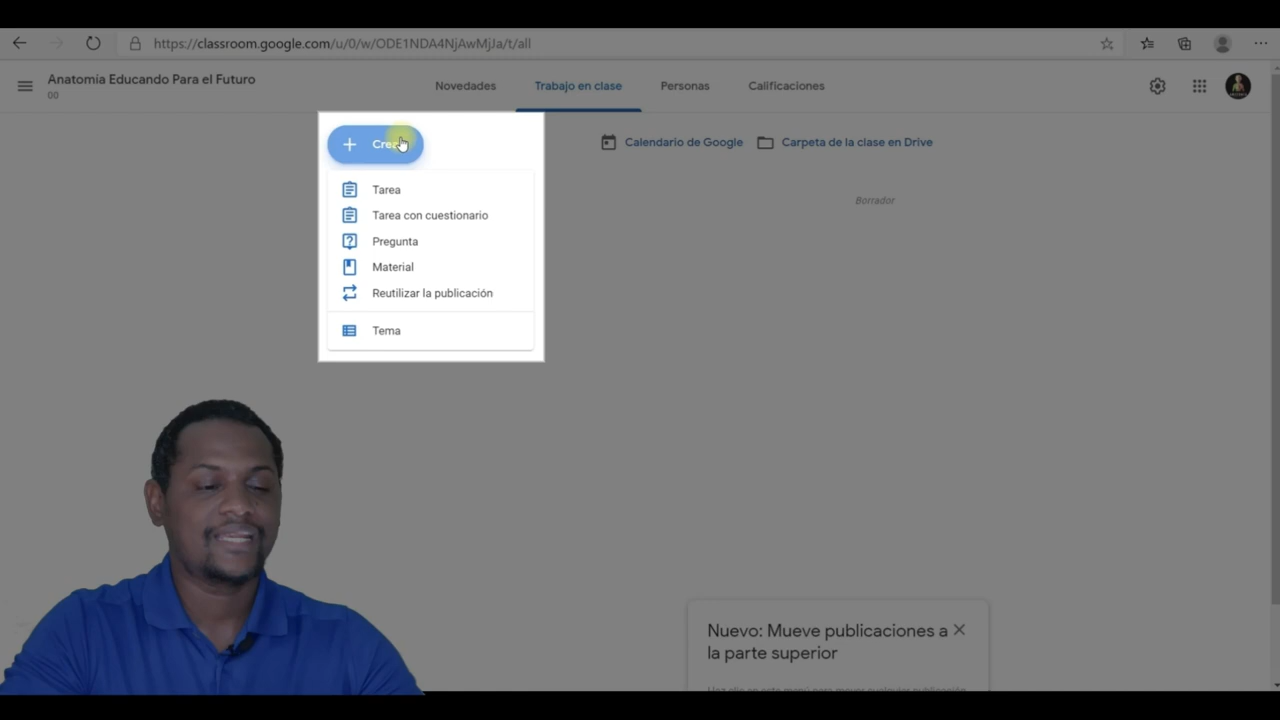 https://classroom.google.com/u/0/w/ODE1NDA4NjAwMjJa/t/all
Anatomía Educando Para el Futuro
00
Novedades
Trabajo en clase
Personas
Calificaciones
Calendario de Google
Carpeta de la clase en Drive
Borrador
Tarea
Tarea con cuestionario
Pregunta
Material
Reutilizar la publicación
Tema
Nuevo: Mueve publicaciones a
la parte superior